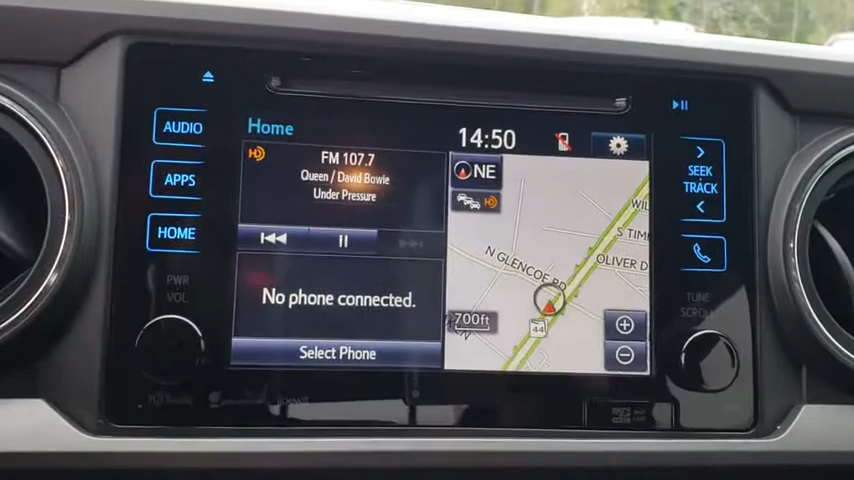 AUDIO
APPS
HOME
PWR
VOL
Home
14:50
FM 107.7
Queen / David Bowie
Under Pressure
No phone connected.
Select Phone
NE
N GLENCOE RD
OLIVER D
S TIM
WIL
44
700ft
SEEK
TRACK
TUNE
SCROLL